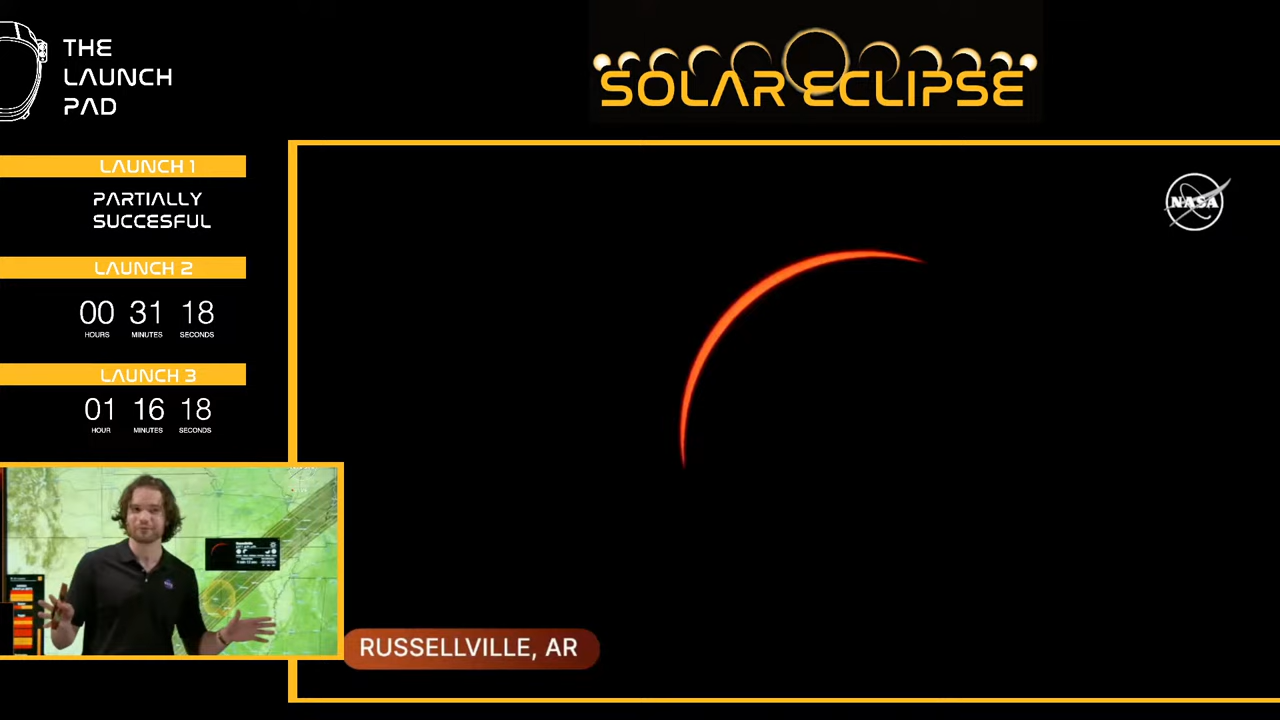 THE
LAUNCH
PAD
SOLAR ECLIPSE
LAUNCH 1
PARTIALLY
SUCCESFUL
LAUNCH 2
00 31 18
HOURS MINUTES SECONDS
LAUNCH 3
01 16 18
HOUR MINUTES SECONDS
NASA
RUSSELLVILLE, AR